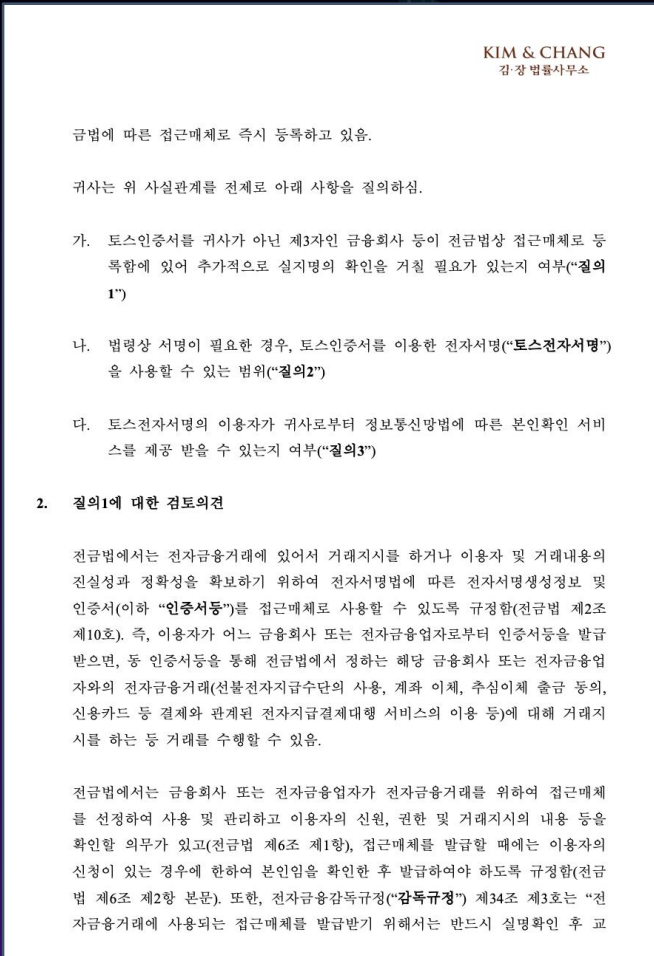 KIM & CHANG
김·장 법률사무소
금법에 따른 접근매체로 즉시 등록하고 있음.
귀사는 위 사실관계를 전제로 아래 사항을 질의하심.
가. 토스인증서를 귀사가 아닌 제3자인 금융회사 등이 전금법상 접근매체로 등
록함에 있어 추가적으로 실지명의 확인을 거칠 필요가 있는지 여부(“질의
1”)
나. 법령상 서명이 필요한 경우, 토스인증서를 이용한 전자서명(“토스전자서명”)
을 사용할 수 있는 범위(“질의2”)
다. 토스전자서명의 이용자가 귀사로부터 정보통신망법에 따른 본인확인 서비
스를 제공 받을 수 있는지 여부(“질의3”)
2. 질의1에 대한 검토의견
전금법에서는 전자금융거래에 있어서 거래지시를 하거나 이용자 및 거래내용의
진실성과 정확성을 확보하기 위하여 전자서명법에 따른 전자서명생성정보 및
인증서(이하 “인증서등”)를 접근매체로 사용할 수 있도록 규정함(전금법 제2조
제10호). 즉, 이용자가 어느 금융회사 또는 전자금융업자로부터 인증서등을 발급
받으면, 동 인증서등을 통해 전금법에서 정하는 해당 금융회사 또는 전자금융업
자와의 전자금융거래(선불전자지급수단의 사용, 계좌 이체, 추심이체 출금 동의,
신용카드 등 결제와 관계된 전자지급결제대행 서비스의 이용 등)에 대해 거래지
시를 하는 등 거래를 수행할 수 있음.
전금법에서는 금융회사 또는 전자금융업자가 전자금융거래를 위하여 접근매체
를 선정하여 사용 및 관리하고 이용자의 신원, 권한 및 거래지시의 내용 등을
확인할 의무가 있고(전금법 제6조 제1항), 접근매체를 발급할 때에는 이용자의
신청이 있는 경우에 한하여 본인임을 확인한 후 발급하여야 하도록 규정함(전금
법 제6조 제2항 본문). 또한, 전자금융감독규정(“감독규정”) 제34조 제3호는 “전
자금융거래에 사용되는 접근매체를 발급받기 위해서는 반드시 실명확인 후 교